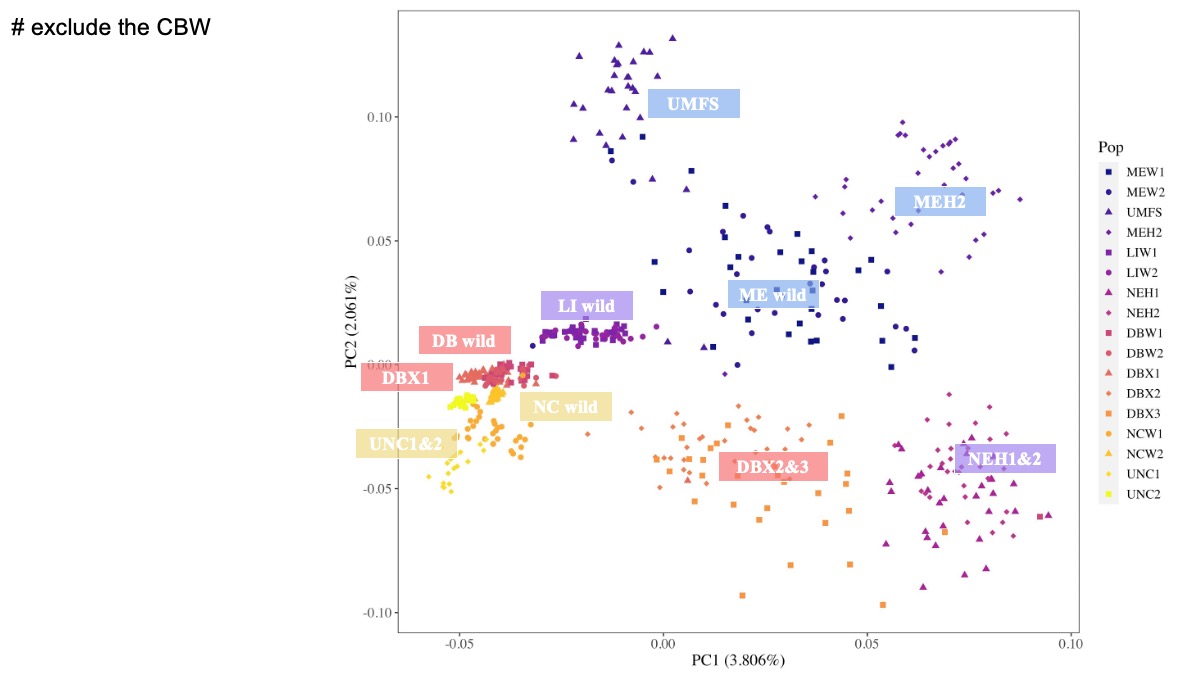 # exclude the CBW
UMFS
MEH2
ME wild
LI wild
DB wild
DBX1
NC wild
UNC1&2
DBX2&3
NEH1&2
PC2 (2.061%)
0.10
0.05
0.00
-0.05
-0.10
-0.05
0.00
0.05
0.10
PC1 (3.806%)
Pop
MEW1
MEW2
UMFS
MEH2
LIW1
LIW2
NEH1
NEH2
DBW1
DBW2
DBX1
DBX2
DBX3
NCW1
NCW2
UNC1
UNC2